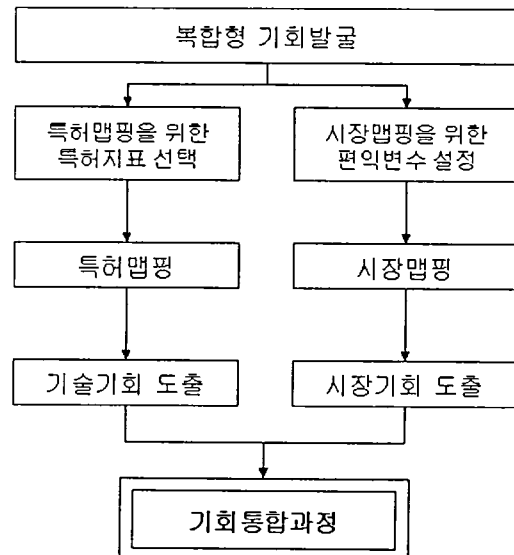 복합형 기회발굴
특허맵핑을 위한
특허지표 선택
시장맵핑을 위한
편익변수 설정
특허맵핑
시장맵핑
기술기회 도출
시장기회 도출
기회통합과정